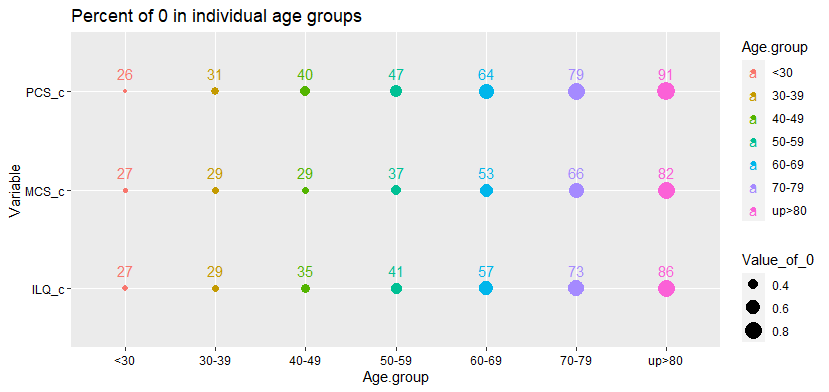 Percent of 0 in individual age groups
Variable
PCS_c
26 31 40 47 64 79 91
MCS_c
27 29 29 37 53 66 82
ILQ_c
27 29 35 41 57 73 86
<30 30-39 40-49 50-59 60-69 70-79 up>80
Age.group
Age.group
a <30
a 30-39
a 40-49
a 50-59
a 60-69
a 70-79
a up>80
Value_of_0
0.4
0.6
0.8